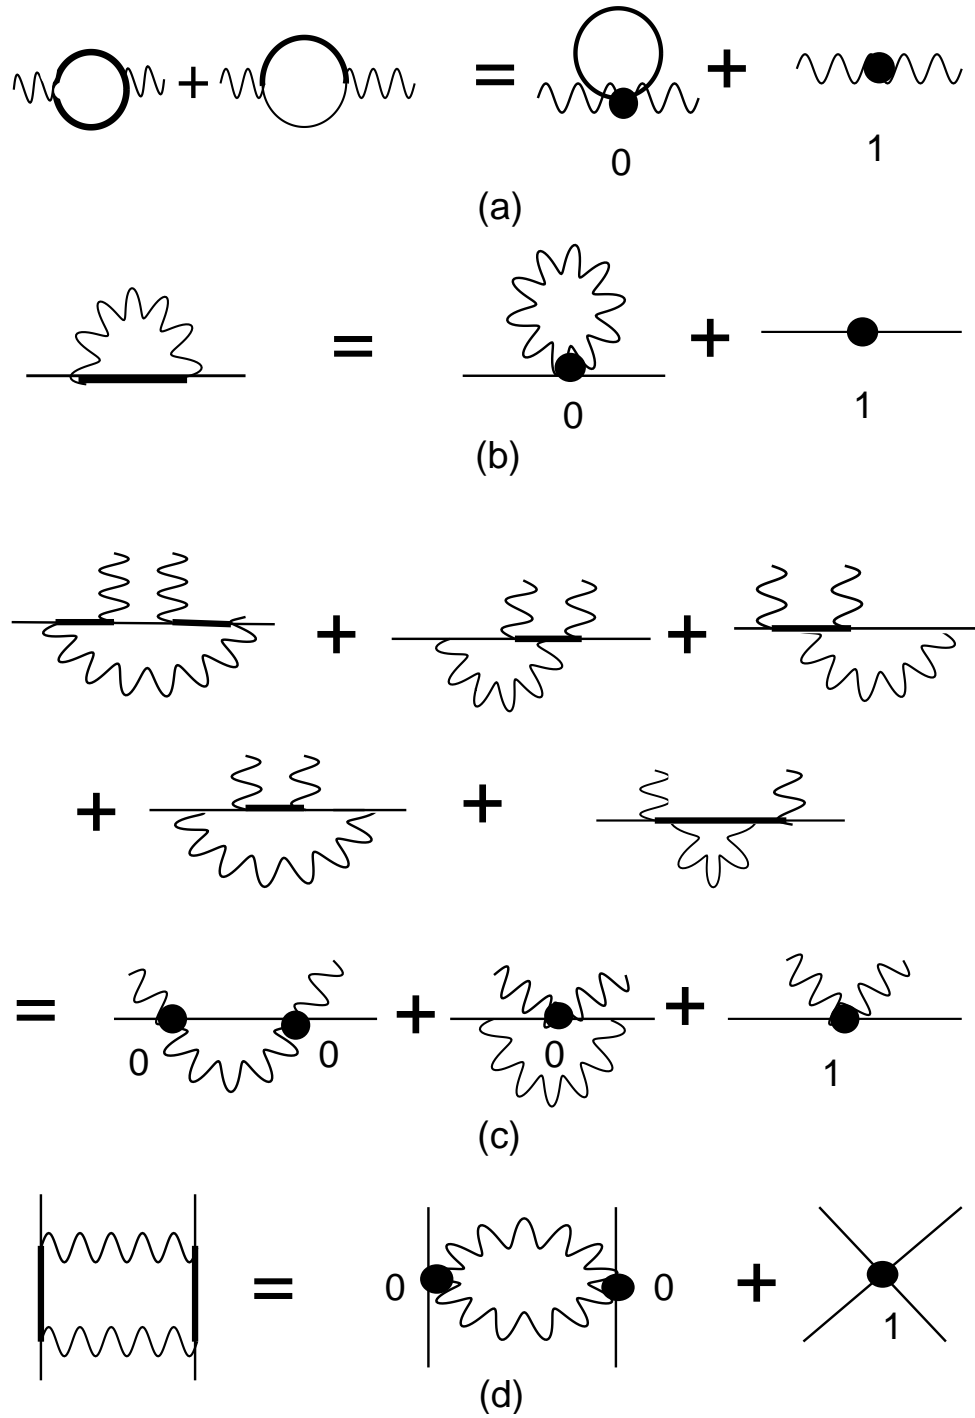 + = +
0 1
(a)
= +
0 1
(b)
+ +
+ +
= + +
0 0 0 1
(c)
= +
0 0 1
(d)